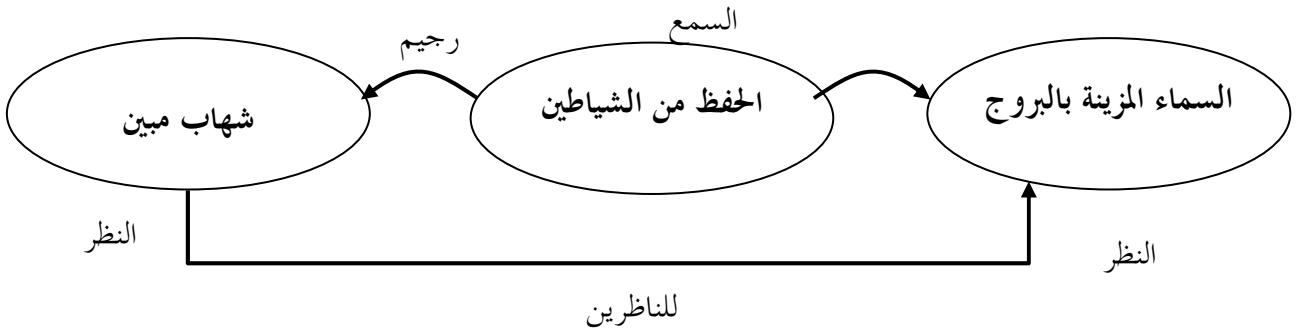 السمع
رجيم
السماء المزينة بالبروج
الحفظ من الشياطين
شهاب مبين
النظر
النظر
للناظرين